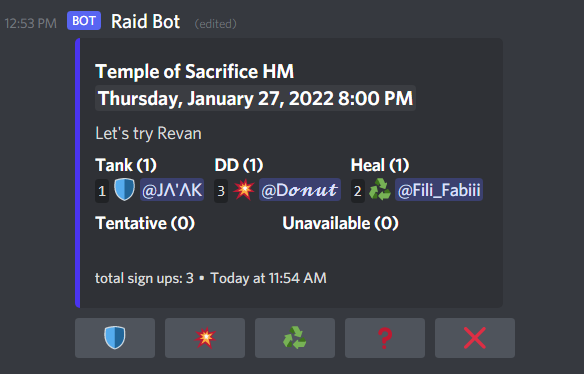 12:53 PM BOT Raid Bot (edited)
Temple of Sacrifice HM
Thursday, January 27, 2022 8:00 PM
Let's try Revan
Tank (1) DD (1) Heal (1)
1 @JΛ'ΛK 3 @D𝓸𝓷𝓾𝓽 2 @Fili_Fabiii
Tentative (0) Unavailable (0)
total sign ups: 3 • Today at 11:54 AM